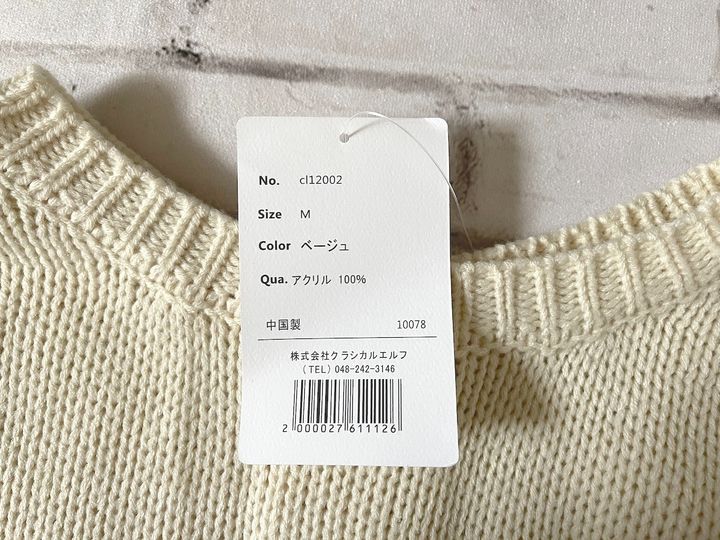 No. cl12002
Size M
Color ベージュ
Qua. アクリル 100%
中国製 10078
株式会社クラシカルエルフ
(TEL) 048-242-3146
2 000027 611126